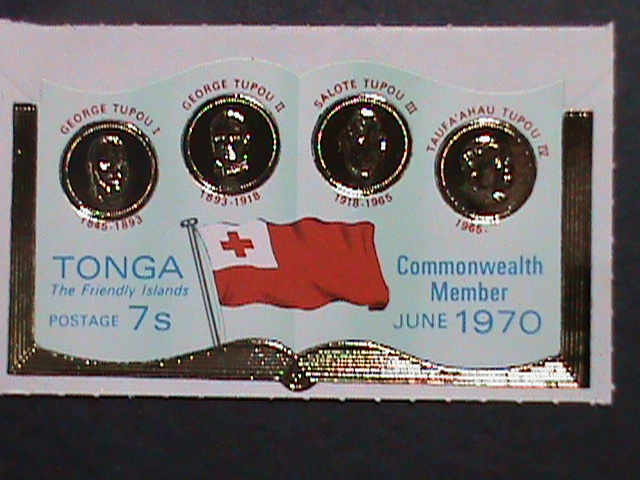 GEORGE TUPOU I
1845-1893
GEORGE TUPOU II
1893-1918
SALOTE TUPOU III
1918-1965
TAUFA'AHAU TUPOU IV
1965-
TONGA
The Friendly Islands
POSTAGE 7s
Commonwealth
Member
JUNE 1970